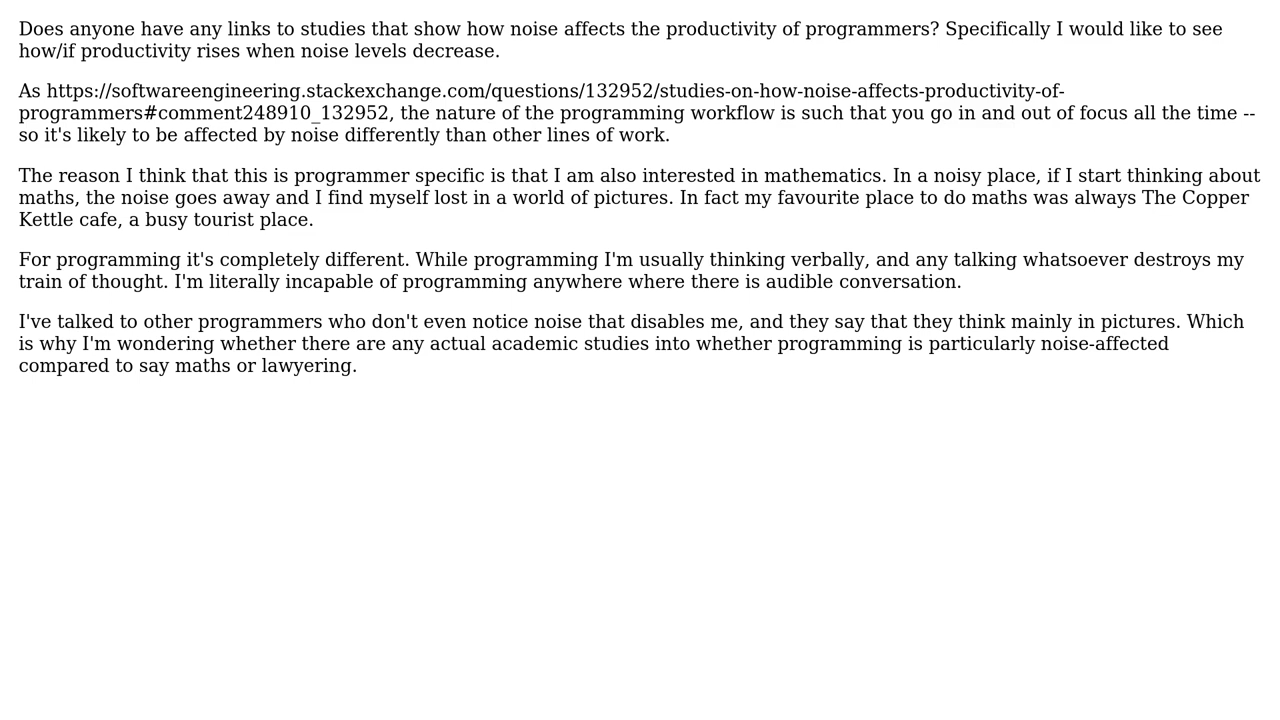 Does anyone have any links to studies that show how noise affects the productivity of programmers? Specifically I would like to see
how/if productivity rises when noise levels decrease.
As https://softwareengineering.stackexchange.com/questions/132952/studies-on-how-noise-affects-productivity-of-
programmers#comment248910_132952, the nature of the programming workflow is such that you go in and out of focus all the time --
so it's likely to be affected by noise differently than other lines of work.
The reason I think that this is programmer specific is that I am also interested in mathematics. In a noisy place, if I start thinking about
maths, the noise goes away and I find myself lost in a world of pictures. In fact my favourite place to do maths was always The Copper
Kettle cafe, a busy tourist place.
For programming it's completely different. While programming I'm usually thinking verbally, and any talking whatsoever destroys my
train of thought. I'm literally incapable of programming anywhere where there is audible conversation.
I've talked to other programmers who don't even notice noise that disables me, and they say that they think mainly in pictures. Which
is why I'm wondering whether there are any actual academic studies into whether programming is particularly noise-affected
compared to say maths or lawyering.